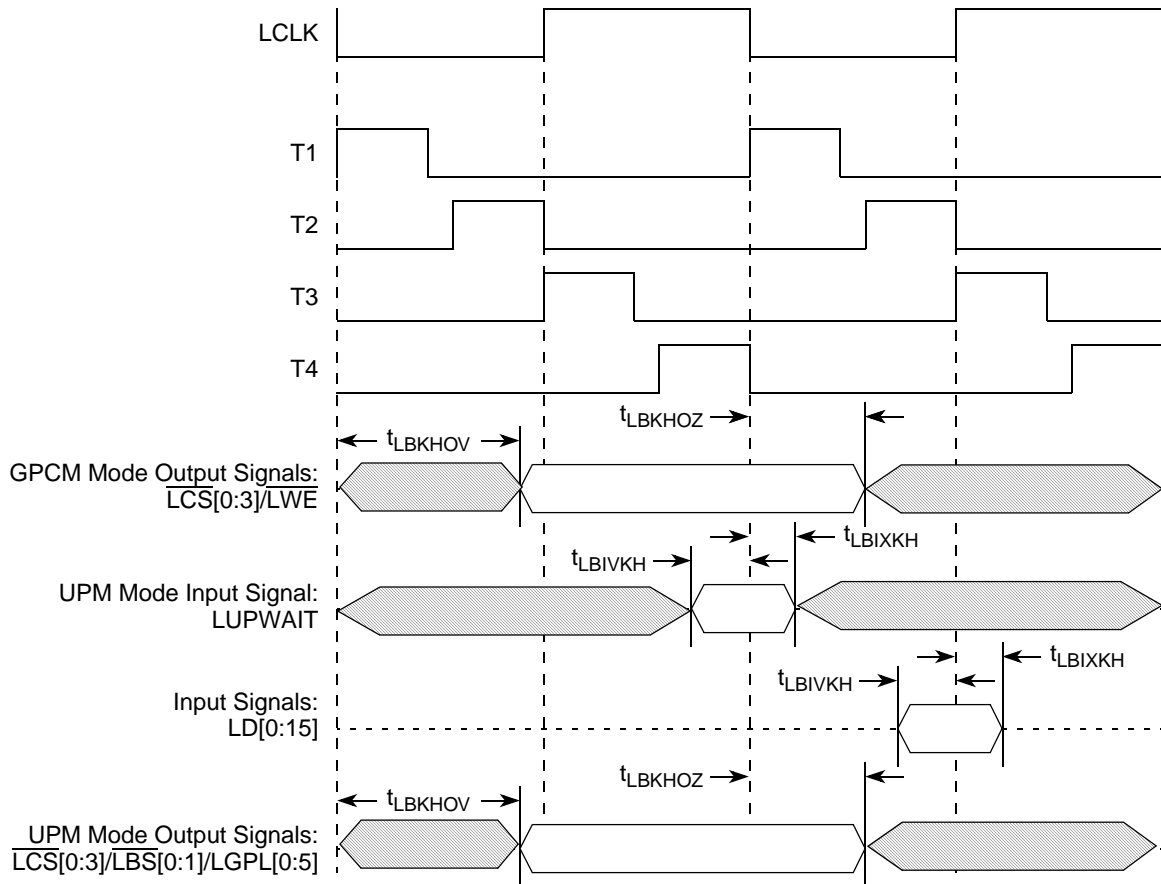 LCLK
T1
T2
T3
T4
tLBKHOZ
tLBKHOV
GPCM Mode Output Signals:
LCS[0:3]/LWE
tLBIXKH
tLBIVKH
UPM Mode Input Signal:
LUPWAIT
tLBIXKH
tLBIVKH
Input Signals:
LD[0:15]
tLBKHOZ
tLBKHOV
UPM Mode Output Signals:
LCS[0:3]/LBS[0:1]/LGPL[0:5]